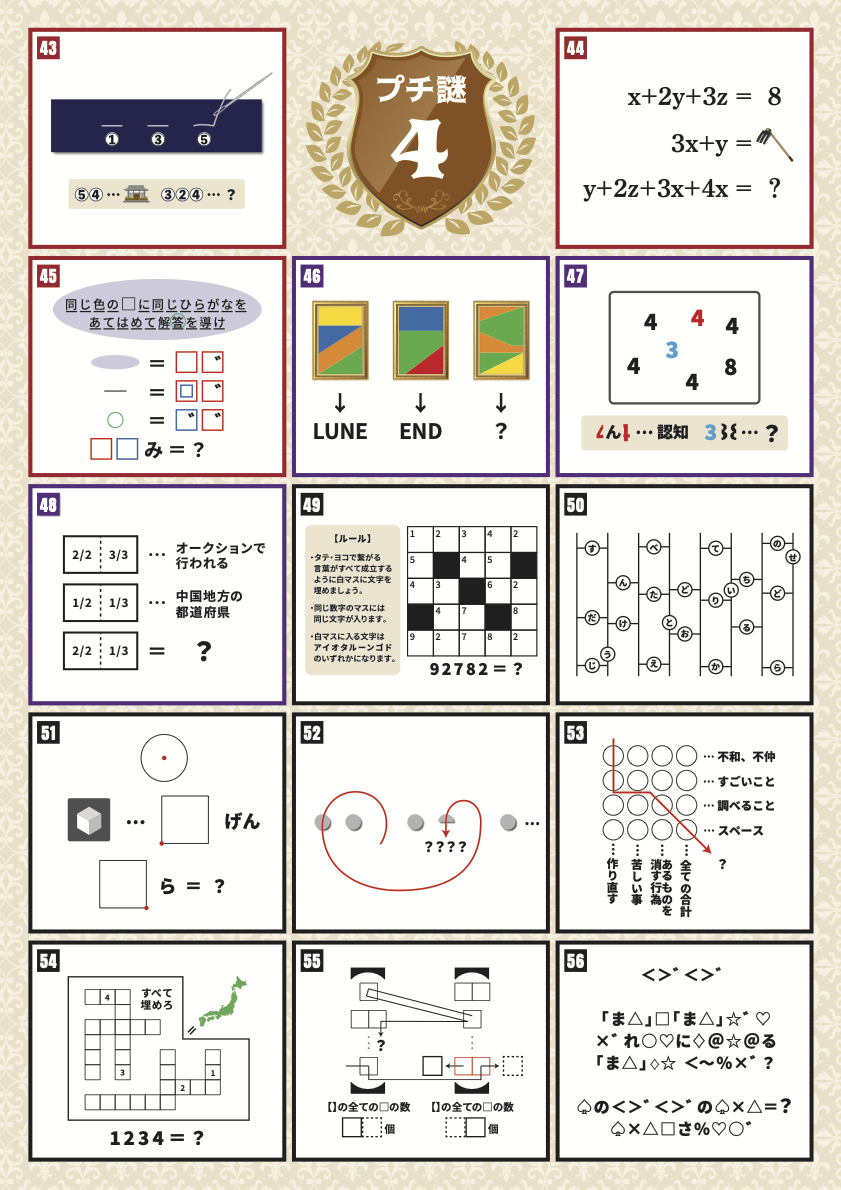 43
①
③
⑤
⑤④…
③②④…?
プチ謎
4
44
x+2y+3z = 8
3x+y =
y+2z+3x+4x = ?
45
同じ色の□に同じひらがなを
あてはめて解答を導け
= □□゛
= □□゛
= □゛□゛
□□み = ?
46
↓ ↓ ↓
LUNE END ?
47
4 4 4
3
4 8
4
ん … 認知 3 … ?
48
2/2 3/3 … オークションで
行われる
1/2 1/3 … 中国地方の
都道府県
2/2 1/3 = ?
49
【ルール】
・タテ・ヨコで繋がる
言葉がすべて成立する
ように白マスに文字を
埋めましょう。
・同じ数字のマスには
同じ文字が入ります。
・白マスに入る文字は
アイオタルーンゴド
のいずれかになります。
1 2 3 4 2
5 4 5
4 3 6 2
4 7 8
9 2 7 8 2
92782 = ?
50
す べ て の せ
ん た ど り い ち ど
だ け と お る
じ う え か ら
51
… □ げん
□ ら = ?
52
????
…
53
… 不和、不仲
… すごいこと
… 調べること
… スペース
?
…作り直す
…苦しい事
…あるものを
消す行為
…全ての合計
54
すべて
埋めろ
4
=
3
1
2
1234 = ?
55
?
【】の全ての□の数
個
【】の全ての□の数
個
56
＜＞゛＜＞゛
「ま△」□「ま△」☆゛♡
×゛れ○♡に◇@☆@る
「ま△」◇☆ ＜～%×゛?
♤の＜＞゛＜＞゛の♤×△=?
♤×△□さ%♡○゛